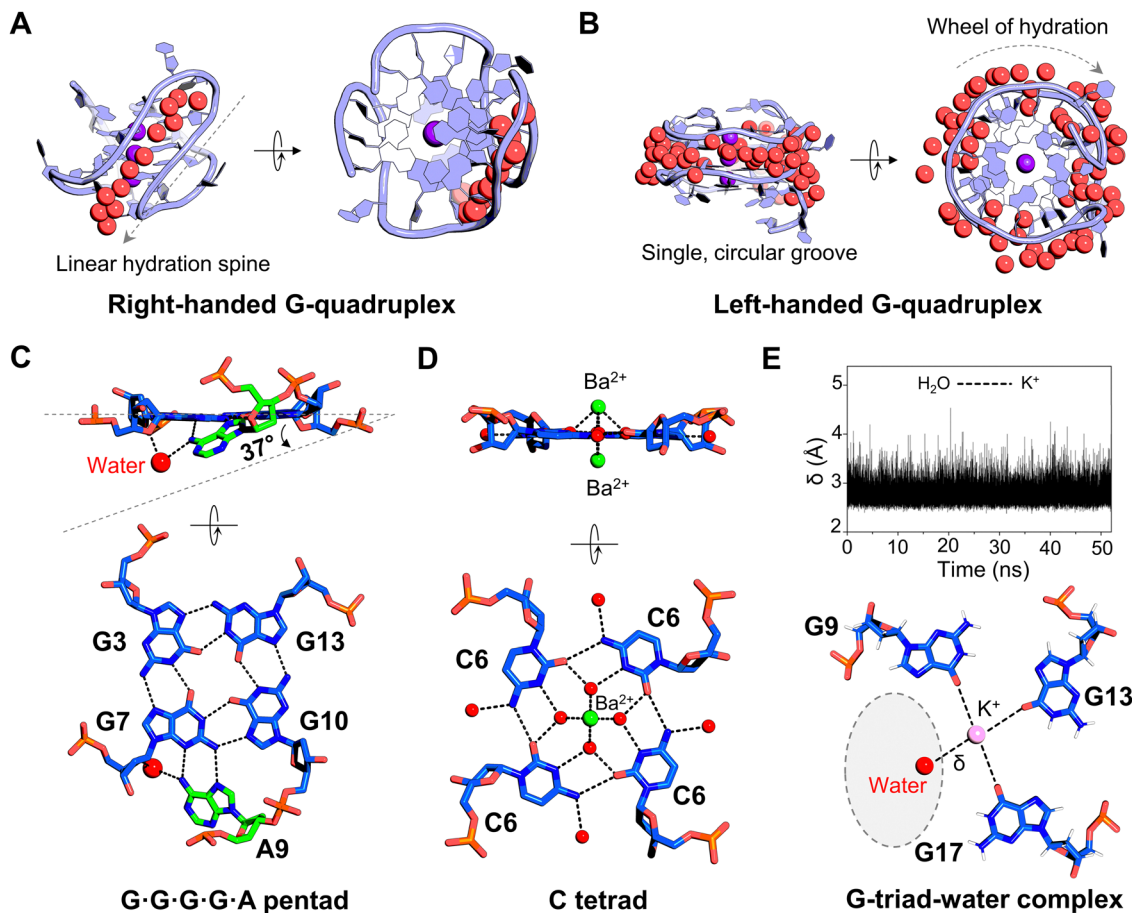 A
B
Wheel of hydration
Linear hydration spine
Single, circular groove
Right-handed G-quadruplex
Left-handed G-quadruplex
C
D
E
Water
37°
Ba²⁺
Ba²⁺
H₂O
K⁺
δ (Å)
5
4
3
2
0
10
20
30
40
50
Time (ns)
G3
G13
G7
G10
A9
G·G·G·G·A pentad
C6
C6
Ba²⁺
C6
C6
C tetrad
G9
G13
K⁺
δ
Water
G17
G-triad-water complex